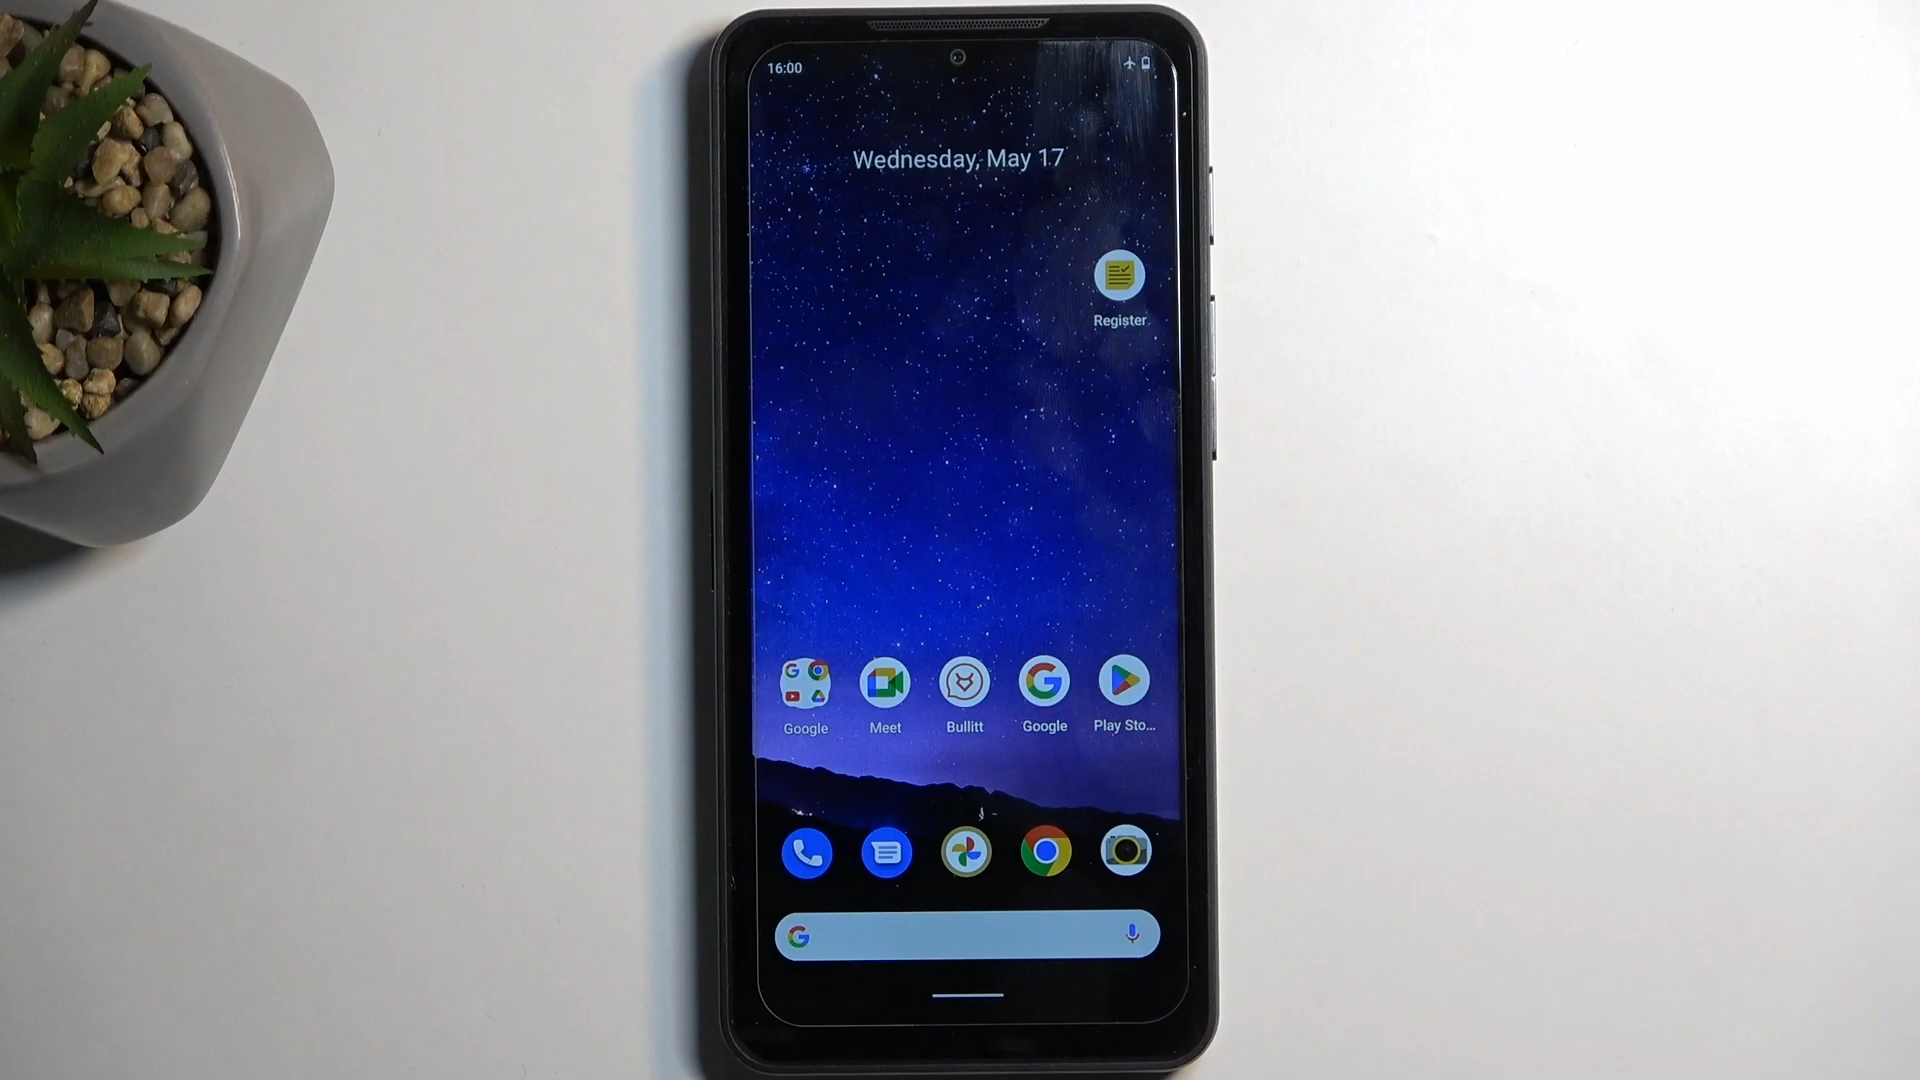 16:00
Wednesday, May 17
Register
Google
Meet
Bullitt
Google
Play Sto...